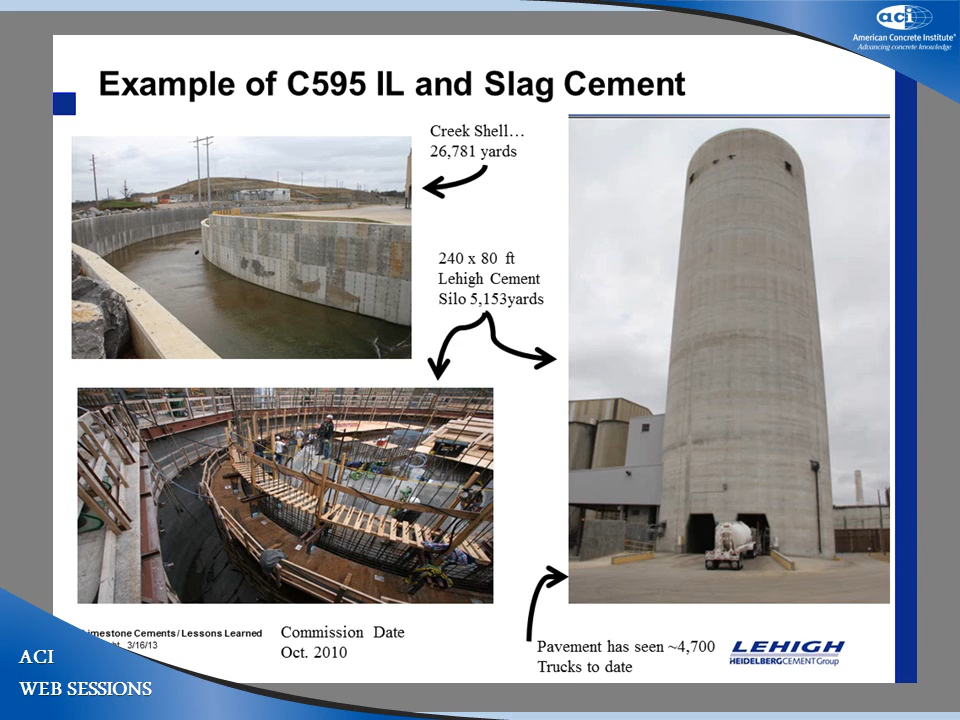 aci
American Concrete Institute®
Advancing concrete knowledge
Example of C595 IL and Slag Cement
Creek Shell…
26,781 yards
240 x 80 ft
Lehigh Cement
Silo 5,153yards
Limestone Cements / Lessons Learned
3/16/13
Commission Date
Oct. 2010
Pavement has seen ~4,700
Trucks to date
LEHIGH
HEIDELBERGCEMENT Group
ACI
WEB SESSIONS